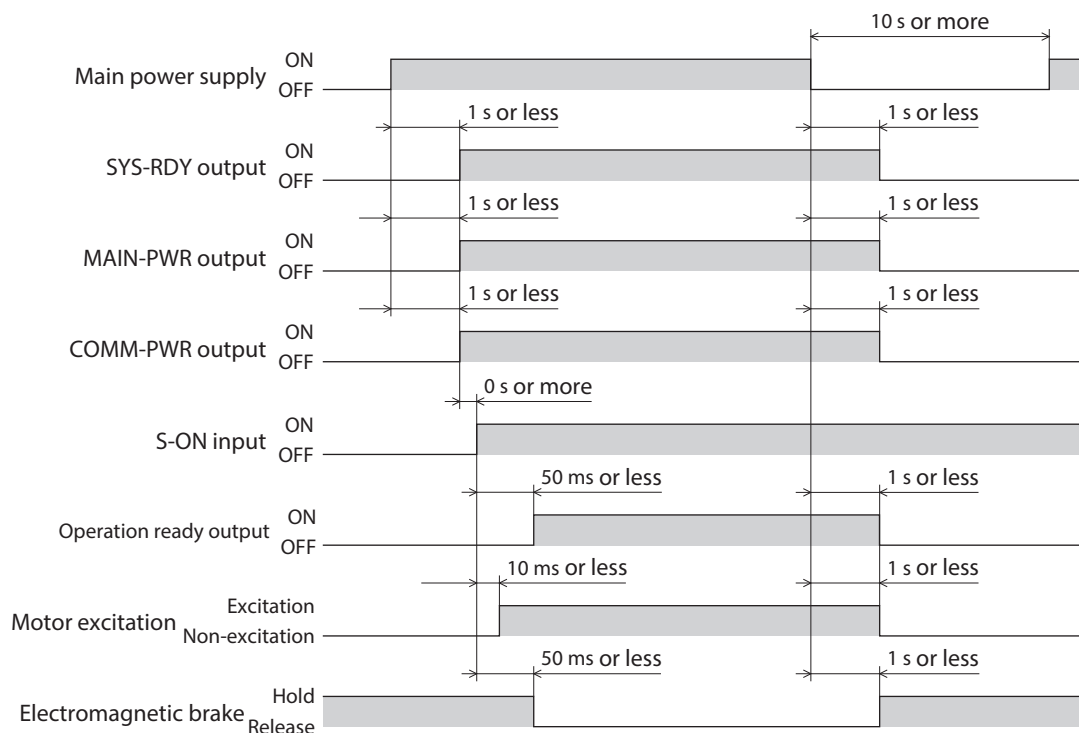 10 s or more
Main power supply
ON
OFF
1 s or less
1 s or less
SYS-RDY output
ON
OFF
1 s or less
1 s or less
MAIN-PWR output
ON
OFF
1 s or less
1 s or less
COMM-PWR output
ON
OFF
0 s or more
S-ON input
ON
OFF
50 ms or less
1 s or less
Operation ready output
ON
OFF
10 ms or less
1 s or less
Motor excitation
Excitation
Non-excitation
50 ms or less
1 s or less
Electromagnetic brake
Hold
Release